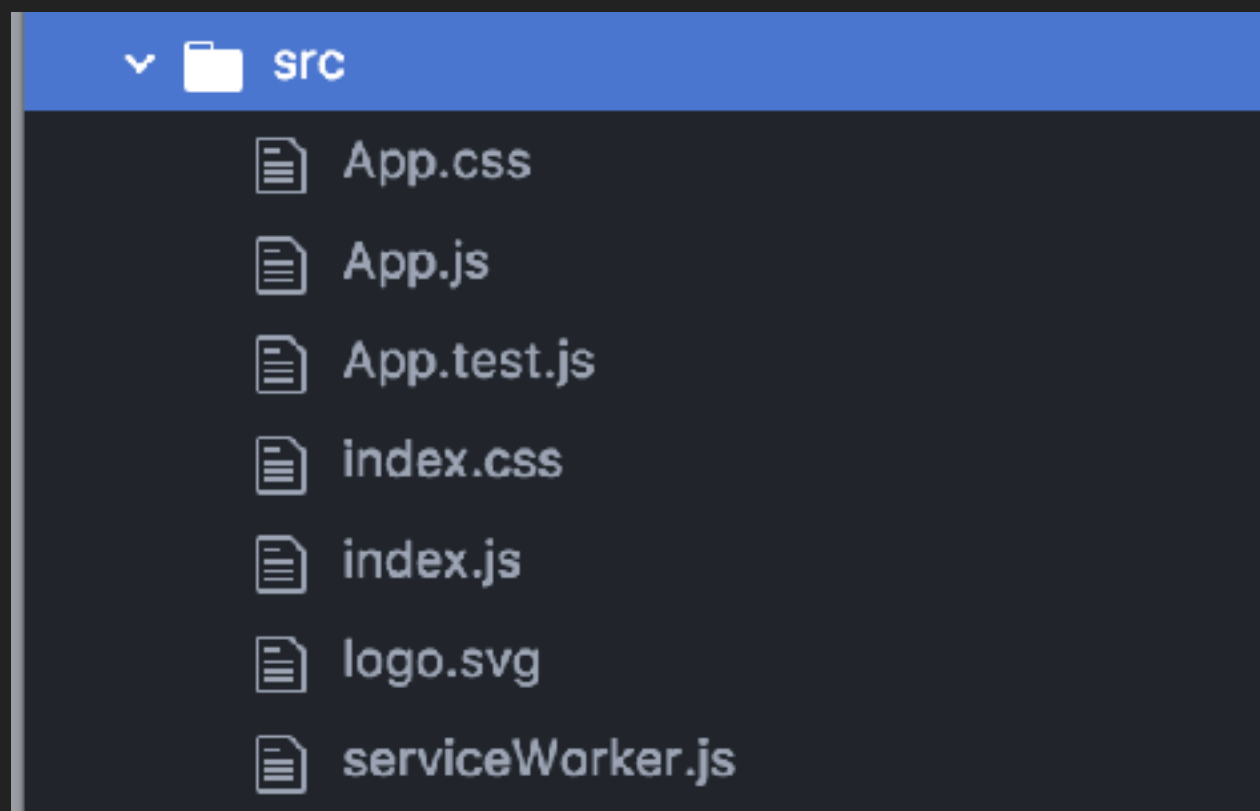 src
App.css
App.js
App.test.js
index.css
index.js
logo.svg
serviceWorker.js